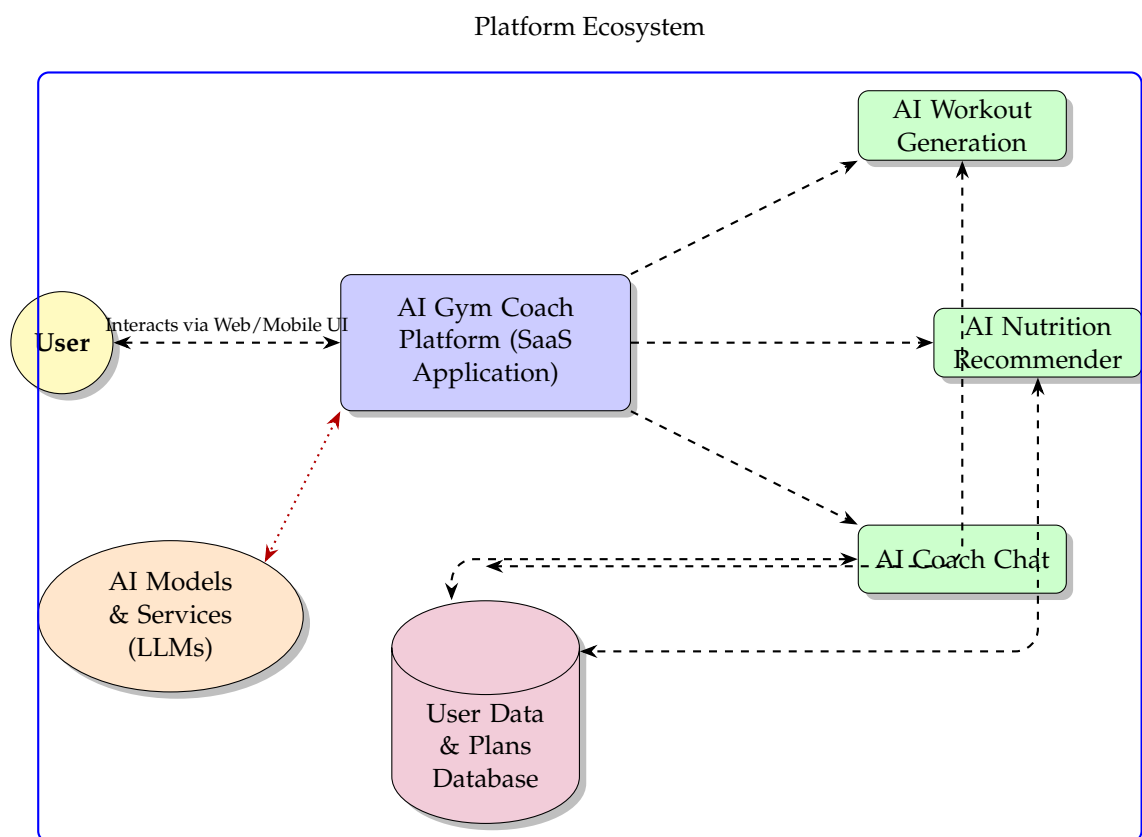 Platform Ecosystem
AI Workout
Generation
User
Interacts via Web/Mobile UI
AI Gym Coach
Platform (SaaS
Application)
AI Nutrition
Recommender
AI Models
& Services
(LLMs)
AI Coach Chat
User Data
& Plans
Database